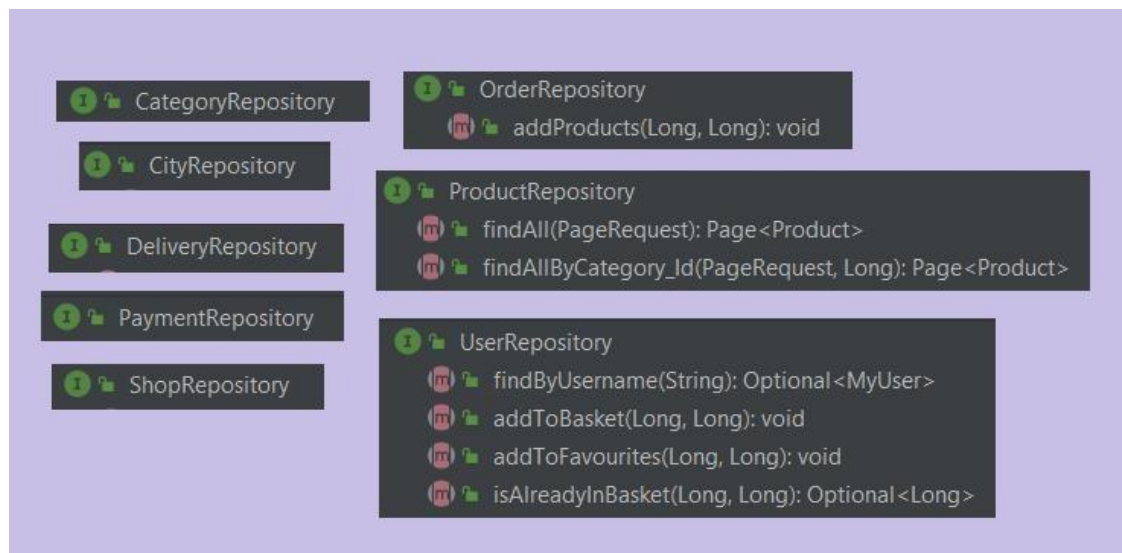 CategoryRepository
CityRepository
DeliveryRepository
PaymentRepository
ShopRepository
OrderRepository
addProducts(Long, Long): void
ProductRepository
findAll(PageRequest): Page<Product>
findAllByCategory_Id(PageRequest, Long): Page<Product>
UserRepository
findByUsername(String): Optional<MyUser>
addToBasket(Long, Long): void
addToFavourites(Long, Long): void
isAlreadyInBasket(Long, Long): Optional<Long>